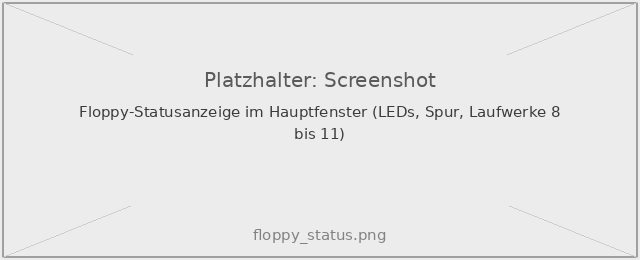 Platzhalter: Screenshot
Floppy-Statusanzeige im Hauptfenster (LEDs, Spur, Laufwerke 8
bis 11)
floppy_status.png